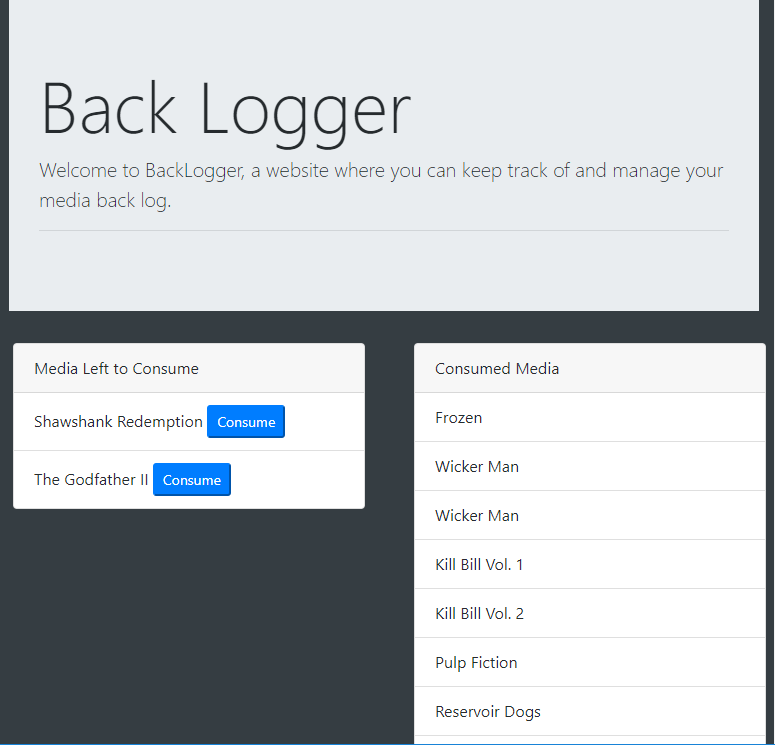 Back Logger
Welcome to BackLogger, a website where you can keep track of and manage your
media back log.
Media Left to Consume
Shawshank Redemption Consume
The Godfather II Consume
Consumed Media
Frozen
Wicker Man
Wicker Man
Kill Bill Vol. 1
Kill Bill Vol. 2
Pulp Fiction
Reservoir Dogs